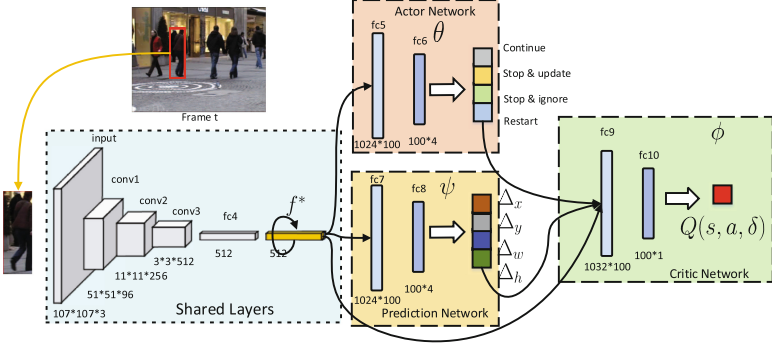 Actor Network
fc5
θ
fc6
Continue
Stop & update
Stop & ignore
Restart
1024*100
100*4
Frame t
input
conv1
conv2
conv3
fc4
f*
512
512
3*3*512
11*11*256
51*51*96
107*107*3
Shared Layers
fc7
fc8
ψ
Δx
Δy
Δw
Δh
1024*100
100*4
Prediction Network
fc9
fc10
ϕ
Q(s, a, δ)
1032*100
100*1
Critic Network